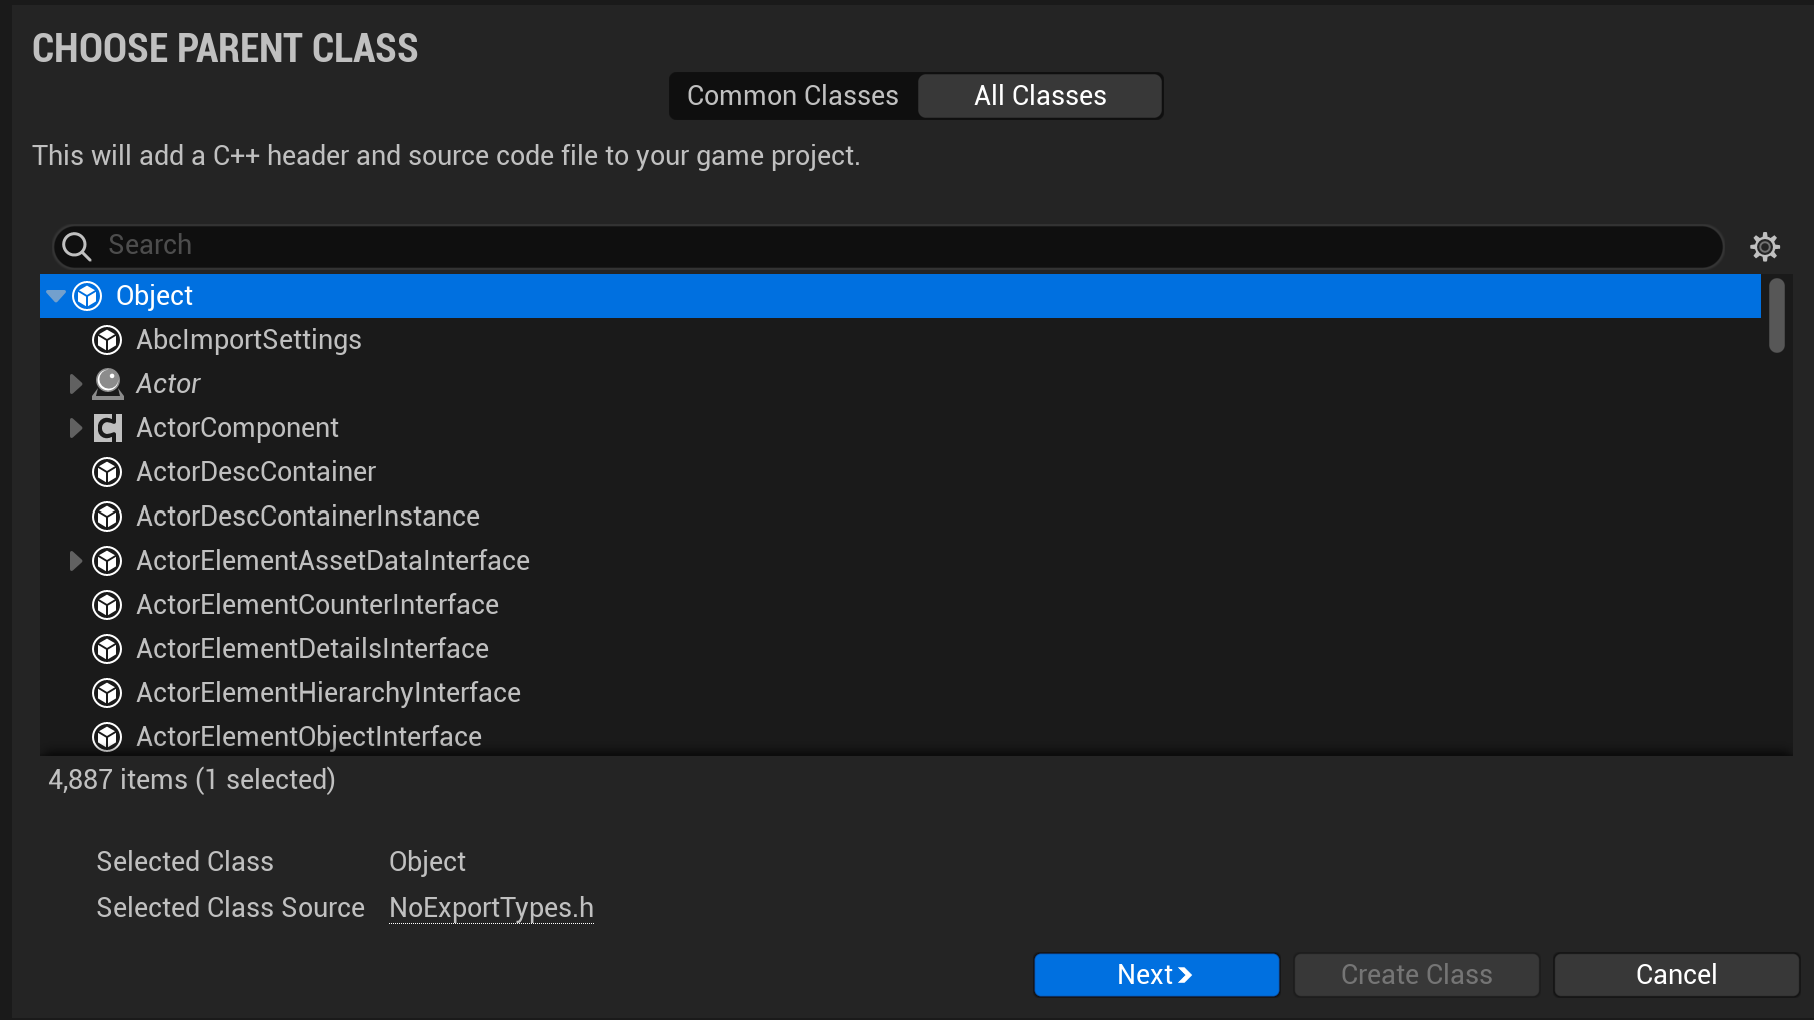 CHOOSE PARENT CLASS
Common Classes All Classes
This will add a C++ header and source code file to your game project.
Search
Object
AbcImportSettings
Actor
ActorComponent
ActorDescContainer
ActorDescContainerInstance
ActorElementAssetDataInterface
ActorElementCounterInterface
ActorElementDetailsInterface
ActorElementHierarchyInterface
ActorElementObjectInterface
4,887 items (1 selected)
Selected Class Object
Selected Class Source NoExportTypes.h
Next Create Class Cancel